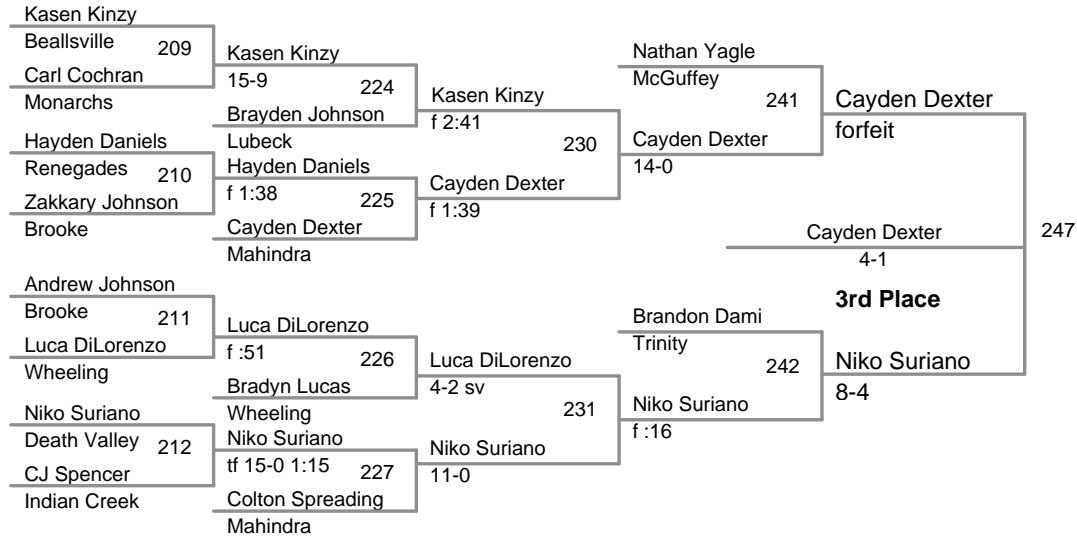 Kasen Kinzy
Beallsville
209
Carl Cochran
Monarchs
Hayden Daniels
Renegades
210
Zakkary Johnson
Brooke
Andrew Johnson
Brooke
211
Luca DiLorenzo
Wheeling
Niko Suriano
Death Valley
212
CJ Spencer
Indian Creek
Kasen Kinzy
15-9
224
Brayden Johnson
Lubeck
Hayden Daniels
f 1:38
225
Cayden Dexter
Mahindra
Luca DiLorenzo
f :51
226
Bradyn Lucas
Wheeling
Niko Suriano
tf 15-0 1:15
227
Colton Spreading
Mahindra
Kasen Kinzy
f 2:41
230
Cayden Dexter
f 1:39
Luca DiLorenzo
4-2 sv
231
Niko Suriano
11-0
Nathan Yagle
McGuffey
241
Cayden Dexter
14-0
Brandon Dami
Trinity
242
Niko Suriano
f :16
Cayden Dexter
forfeit
247
Cayden Dexter
4-1
3rd Place
Niko Suriano
8-4